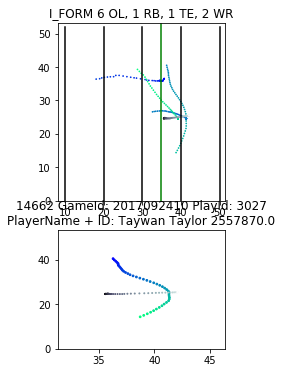 I_FORM 6 OL, 1 RB, 1 TE, 2 WR
50
40
30
20
10
0
10 20 30 40 50
14662 GameId: 2017092410 PlayId: 3027
PlayerName + ID: Taywan Taylor 2557870.0
40
20
0
35 40 45